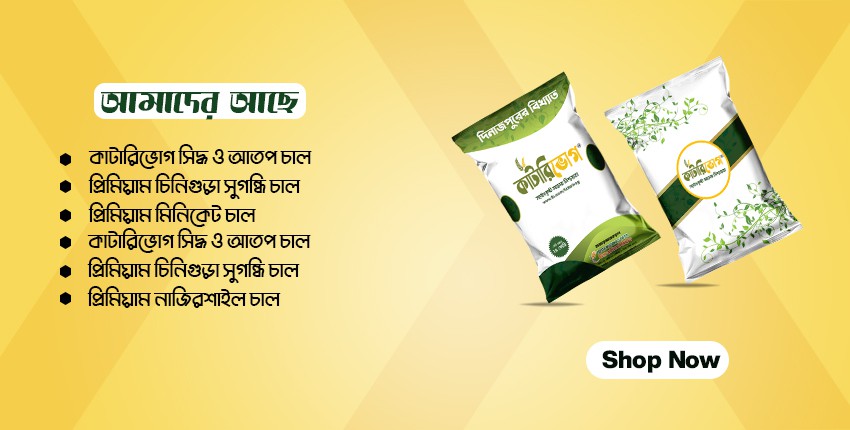 আমাদের আছে
কাটারিভোগ সিদ্ধ ও আতপ চাল
প্রিমিয়াম চিনিগুড়া সুগন্ধি চাল
প্রিমিয়াম মিনিকেট চাল
কাটারিভোগ সিদ্ধ ও আতপ চাল
প্রিমিয়াম চিনিগুড়া সুগন্ধি চাল
প্রিমিয়াম নাজিরশাইল চাল
দিনাজপুরের বিখ্যাত
কাটারিভোগ
কাটারিভোগ
Shop Now